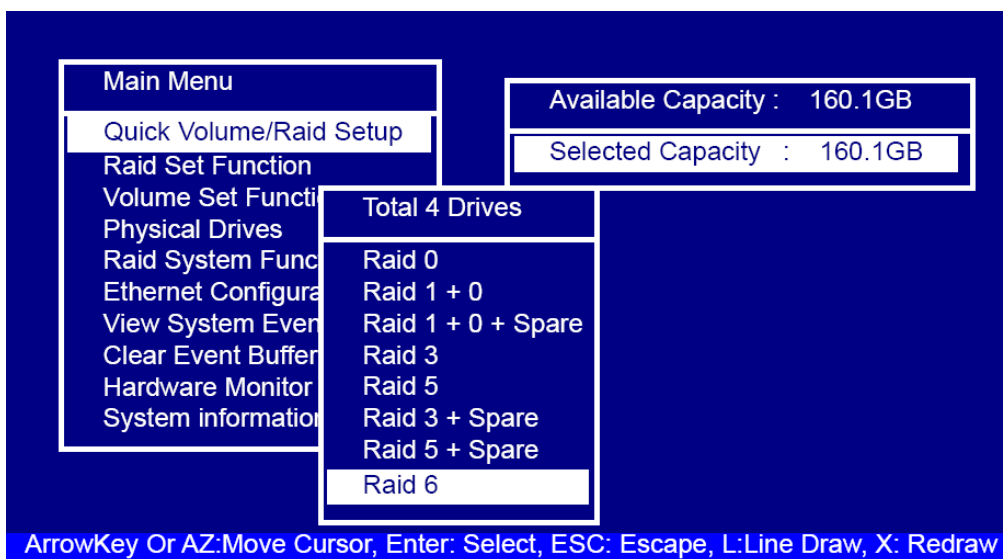 Main Menu
Quick Volume/Raid Setup
Raid Set Function
Volume Set Functi
Physical Drives
Raid System Func
Ethernet Configura
View System Even
Clear Event Buffer
Hardware Monitor
System information
Available Capacity : 160.1GB
Selected Capacity : 160.1GB
Total 4 Drives
Raid 0
Raid 1 + 0
Raid 1 + 0 + Spare
Raid 3
Raid 5
Raid 3 + Spare
Raid 5 + Spare
Raid 6
ArrowKey Or AZ:Move Cursor, Enter: Select, ESC: Escape, L:Line Draw, X: Redraw